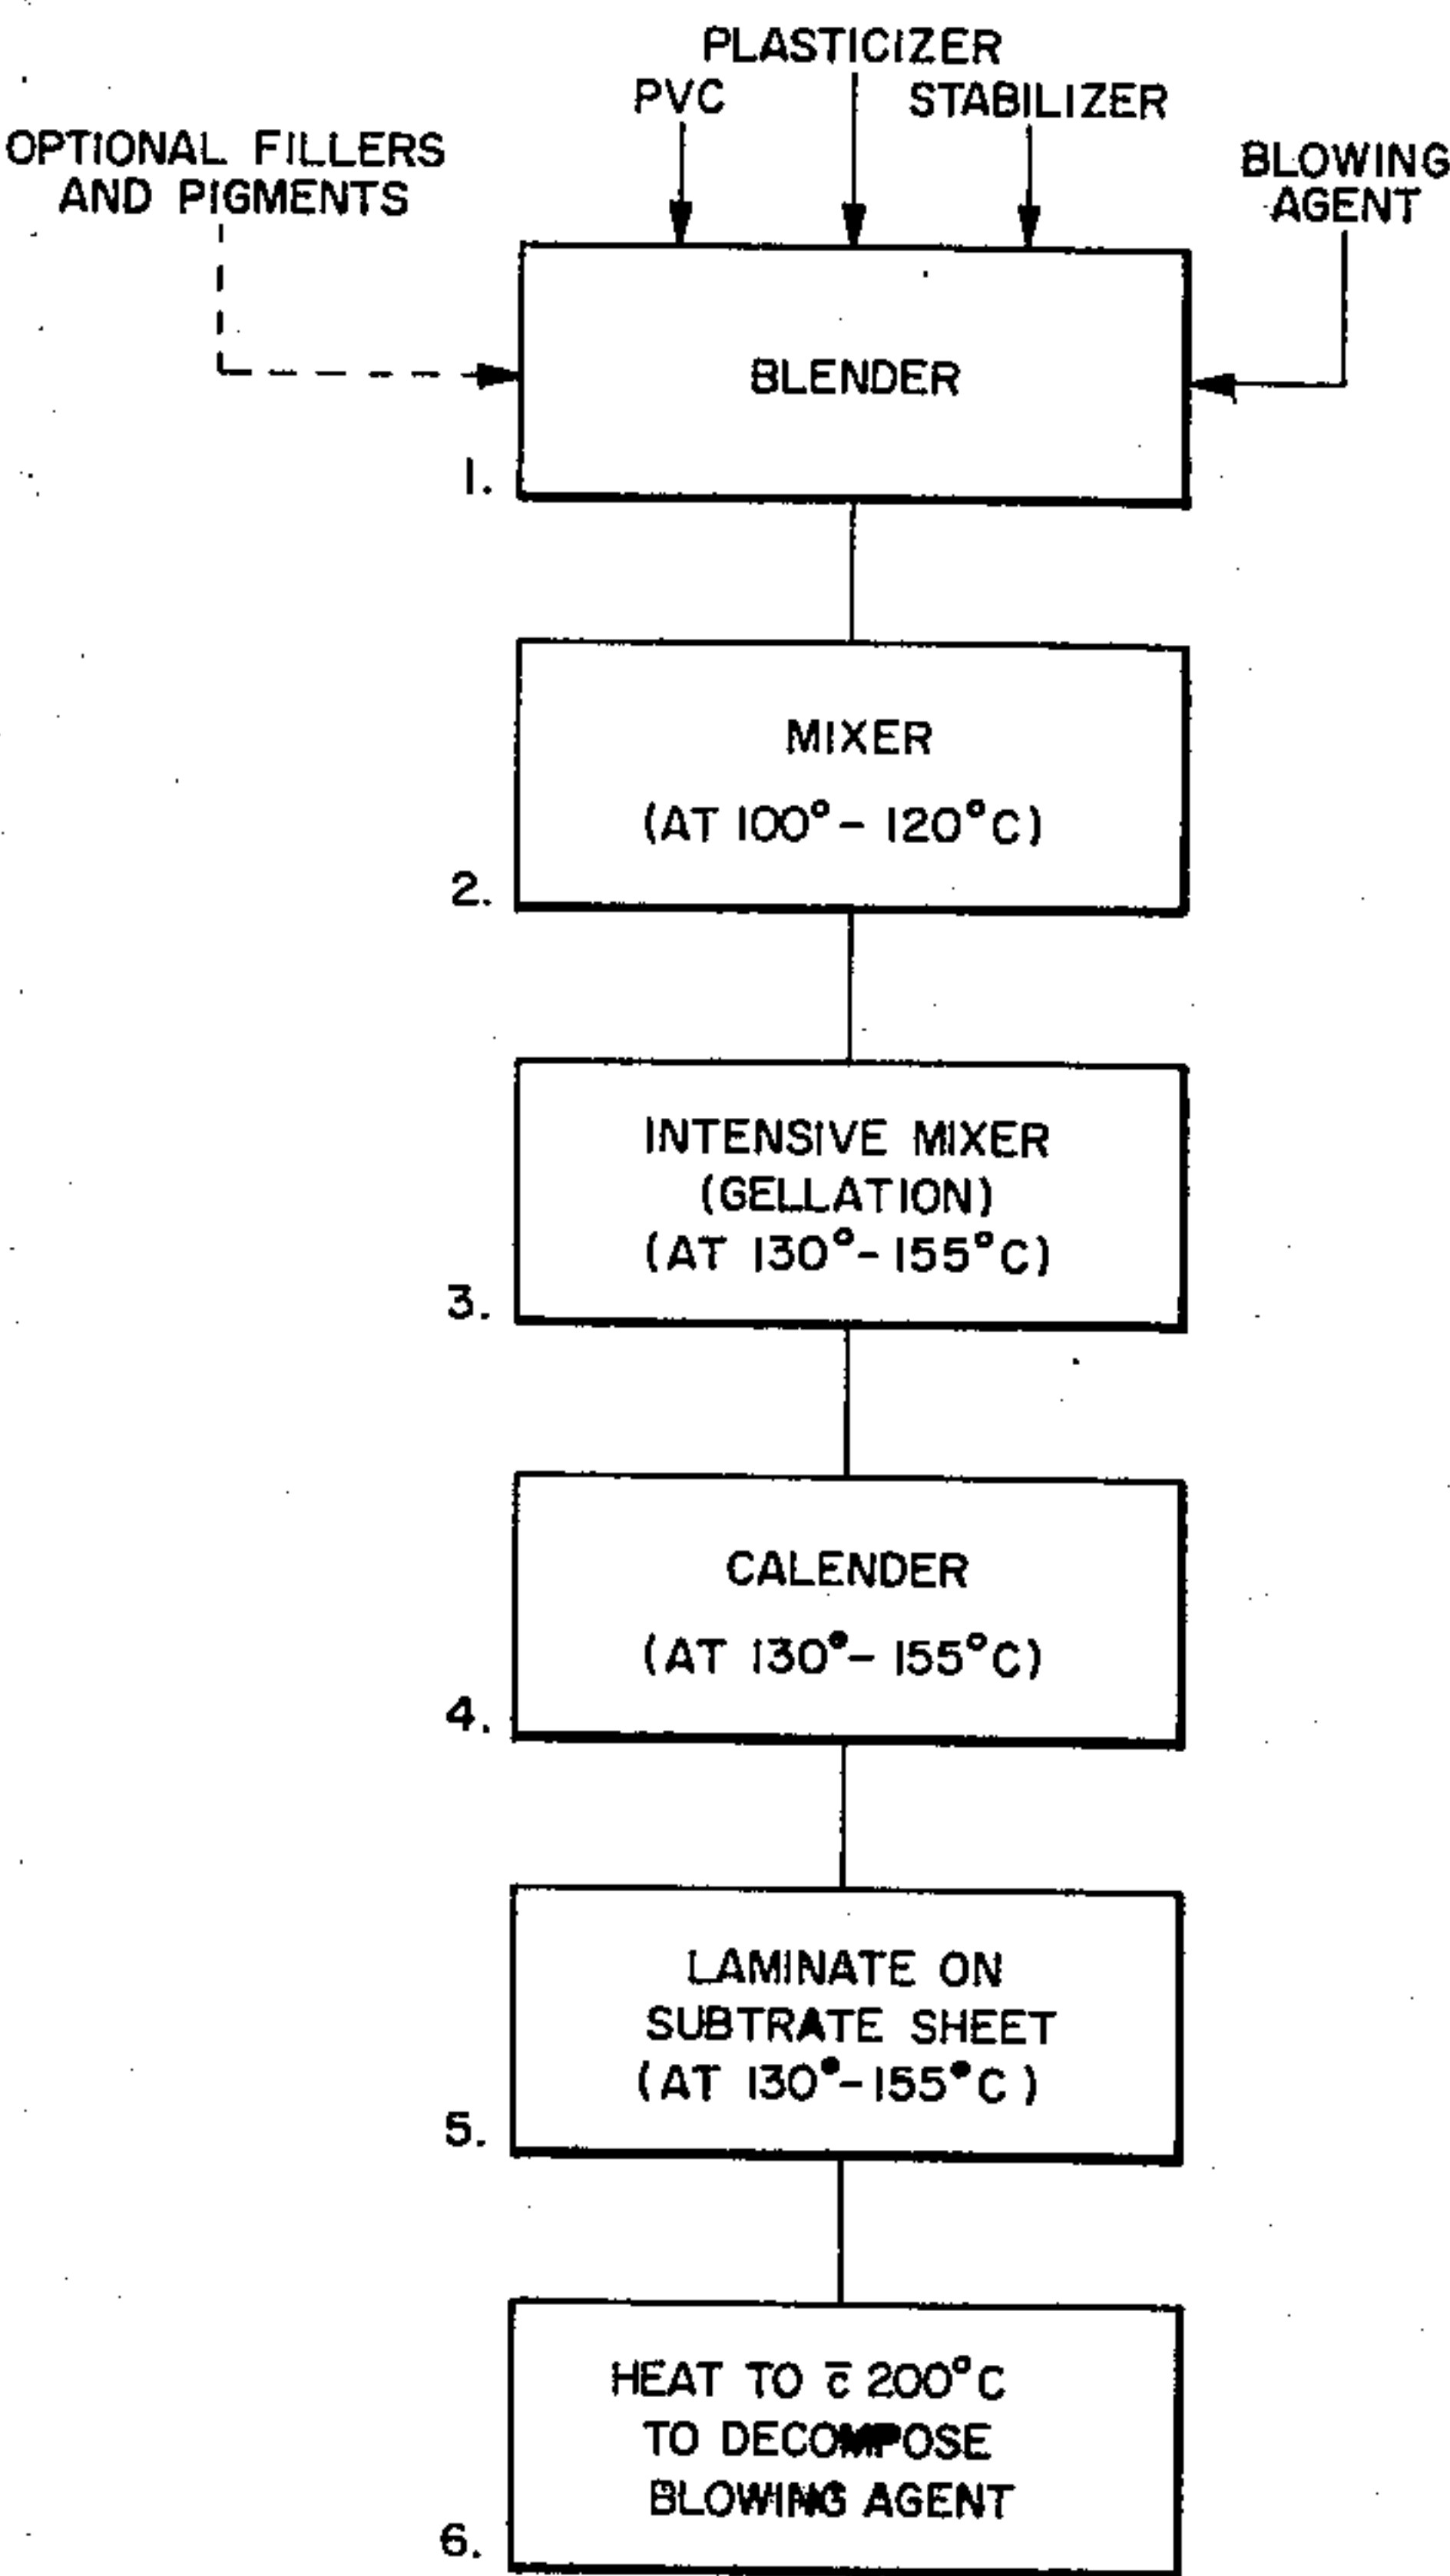 PLASTICIZER
PVC
STABILIZER
OPTIONAL FILLERS
AND PIGMENTS
BLOWING
AGENT
BLENDER
1.
MIXER
(AT 100°- 120°C)
2.
INTENSIVE MIXER
(GELLATION)
(AT 130°-155°C)
3.
CALENDER
(AT 130°- 155°C)
4.
LAMINATE ON
SUBTRATE SHEET
(AT 130°-155°C)
5.
HEAT TO c̄ 200°C
TO DECOMPOSE
BLOWING AGENT
6.